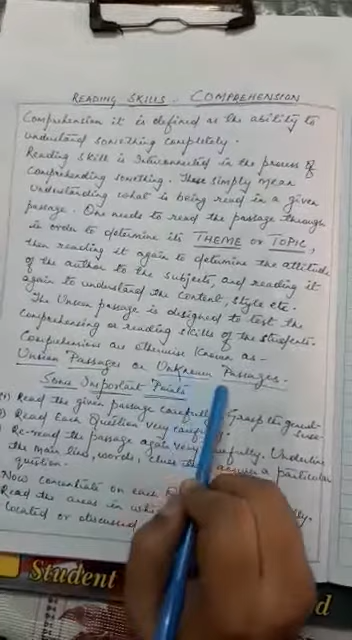 READING SKILLS. COMPREHENSION
Comprehension it is defined as the ability to
understand something completely.
Reading skill is Interconnected in the process of
comprehending something. These simply mean
understanding what is being read in a given
passage. One needs to read the passage through
in order to determine its THEME or TOPIC,
then reading it again to determine the attitude
of the author to the subjects, and reading it
again to understand the content, style etc.
The Unseen passage is designed to test the
comprehending or reading skills of the students.
Comprehensions are otherwise known as -
Unseen Passages or Unknown Passages.
Some Important Points
Read the given passage carefully. Grasp the general
sense
Read Each Question very carefully.
Re-read the passage again very carefully. Underline
the main lines, words, clues a particular
question.
Now concentrate on each
Read the areas in
located or discussed
Student